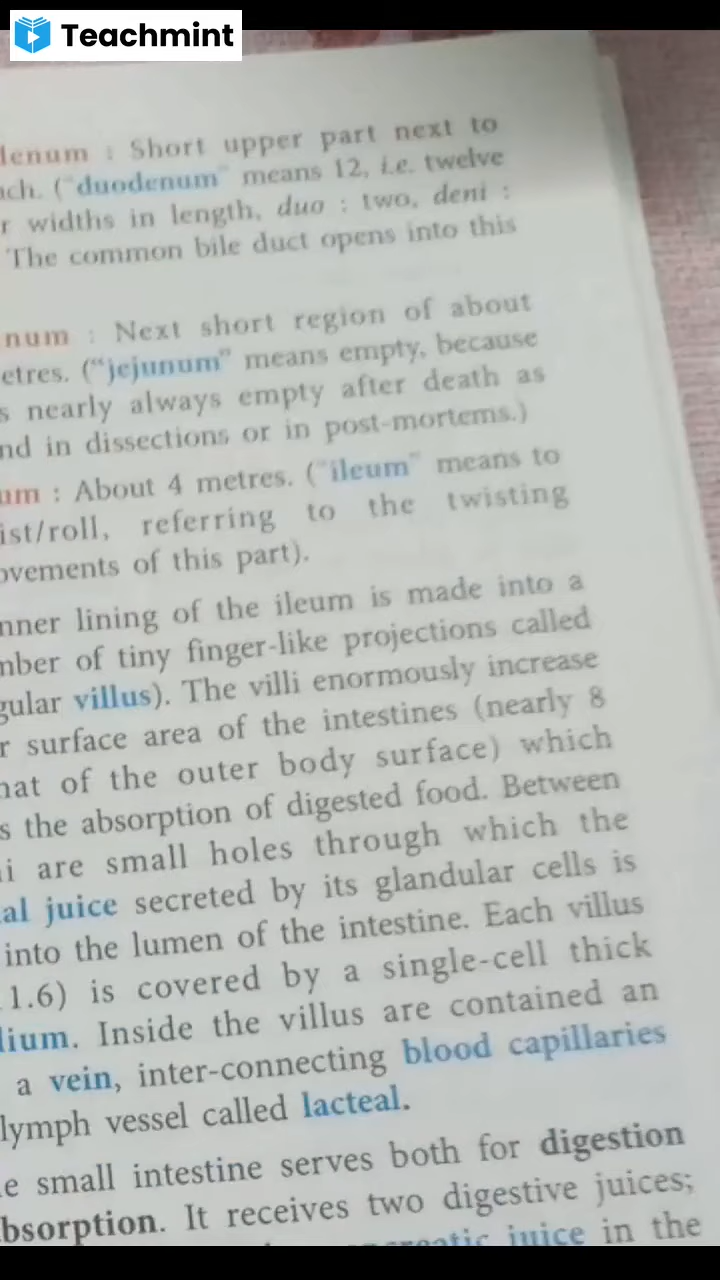 Teachmint
denum : Short upper part next to
ach. ("duodenum" means 12, i.e. twelve
r widths in length, duo : two, deni :
The common bile duct opens into this
num : Next short region of about
etres. ("jejunum" means empty, because
s nearly always empty after death as
nd in dissections or in post-mortems.)
um : About 4 metres. ("ileum" means to
ist/roll, referring to the twisting
ovements of this part).
nner lining of the ileum is made into a
mber of tiny finger-like projections called
gular villus). The villi enormously increase
r surface area of the intestines (nearly 8
hat of the outer body surface) which
s the absorption of digested food. Between
i are small holes through which the
al juice secreted by its glandular cells is
into the lumen of the intestine. Each villus
1.6) is covered by a single-cell thick
lium. Inside the villus are contained an
a vein, inter-connecting blood capillaries
lymph vessel called lacteal.
e small intestine serves both for digestion
bsorption. It receives two digestive juices;
juice in the